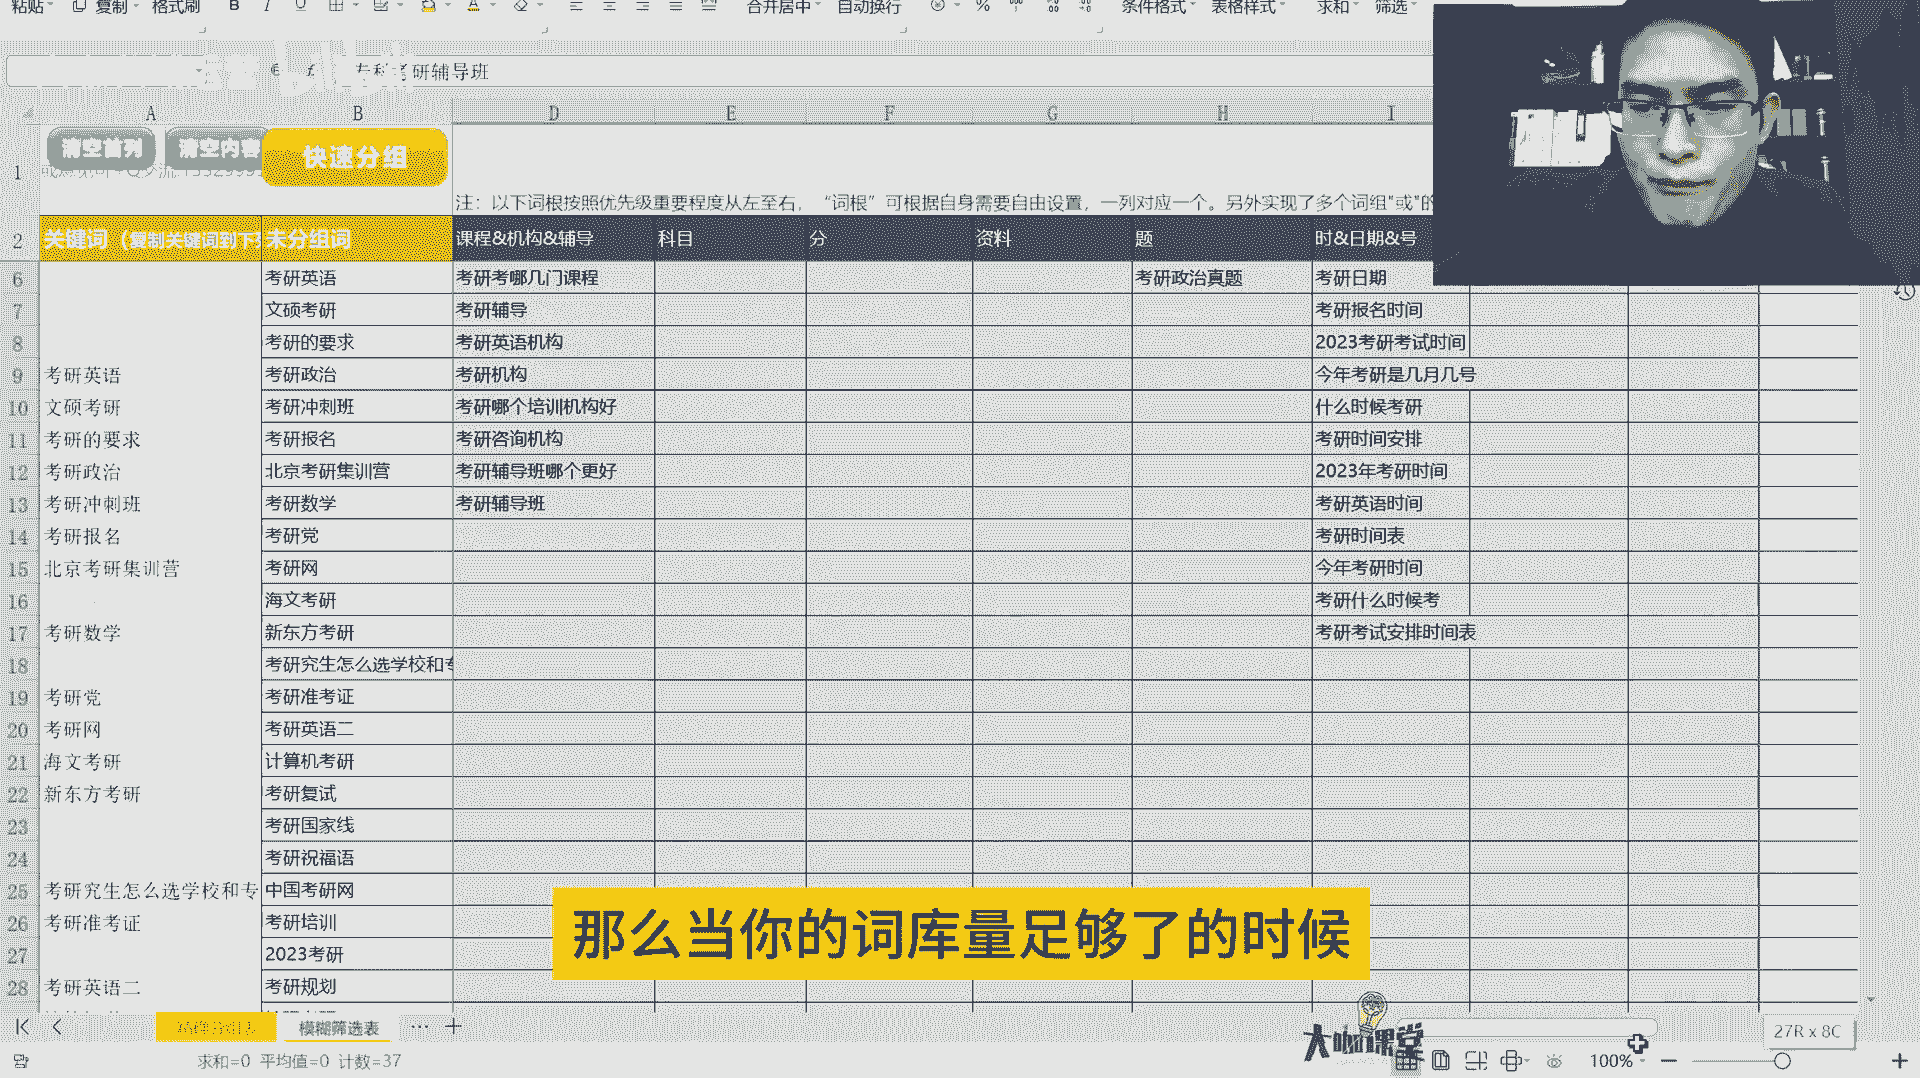 粘贴 复制 格式刷 B I U 合并居中 自动换行 % 条件格式 表格样式 求和 筛选
研辅导班
A B D E F G H I
清空首列 清空内容 快速分组
1
注：以下词根按照优先级重要程度从左至右，“词根”可根据自身需要自由设置，一列对应一个。另外实现了多个词组"或"的
2 关键词（复制关键词到下 未分组词 课程&机构&辅导 科目 分 资料 题 时&日期&号
6 考研英语 考研考哪几门课程 考研政治真题 考研日期
7 文硕考研 考研辅导 考研报名时间
8 考研的要求 考研英语机构 2023考研考试时间
9 考研英语 考研政治 考研机构 今年考研是几月几号
10 文硕考研 考研冲刺班 考研哪个培训机构好 什么时候考研
11 考研的要求 考研报名 考研咨询机构 考研时间安排
12 考研政治 北京考研集训营 考研辅导班哪个更好 2023年考研时间
13 考研冲刺班 考研数学 考研辅导班 考研英语时间
14 考研报名 考研党 考研时间表
15 北京考研集训营 考研网 今年考研时间
16 海文考研 考研什么时候考
17 考研数学 新东方考研 考研考试安排时间表
18 考研究生怎么选学校和专
19 考研党 考研准考证
20 考研网 考研英语二
21 海文考研 计算机考研
22 新东方考研 考研复试
23 考研国家线
24 考研祝福语
25 考研究生怎么选学校和专 中国考研网
26 考研准考证 考研培训
27 2023考研
28 考研英语二 考研规划
那么当你的词库量足够了的时候
模糊筛选表 ··· +
大咖课堂
27R x 8C
求和=0 平均值=0 计数=37
100%